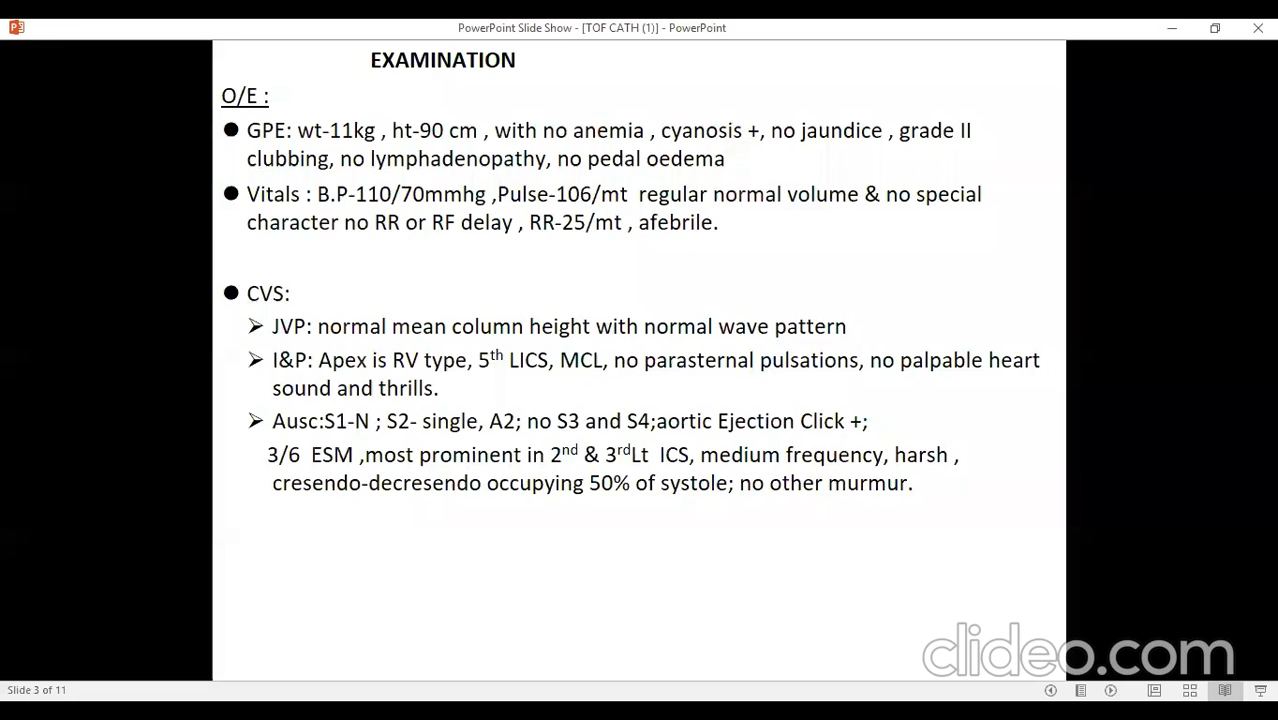 PowerPoint Slide Show - [TOF CATH (1)] - PowerPoint
EXAMINATION
O/E :
● GPE: wt-11kg , ht-90 cm , with no anemia , cyanosis +, no jaundice , grade II
clubbing, no lymphadenopathy, no pedal oedema
● Vitals : B.P-110/70mmhg ,Pulse-106/mt regular normal volume & no special
character no RR or RF delay , RR-25/mt , afebrile.
● CVS:
➢ JVP: normal mean column height with normal wave pattern
➢ I&P: Apex is RV type, 5th LICS, MCL, no parasternal pulsations, no palpable heart
sound and thrills.
➢ Ausc:S1-N ; S2- single, A2; no S3 and S4;aortic Ejection Click +;
3/6 ESM ,most prominent in 2nd & 3rdLt ICS, medium frequency, harsh ,
cresendo-decresendo occupying 50% of systole; no other murmur.
clideo.com
Slide 3 of 11